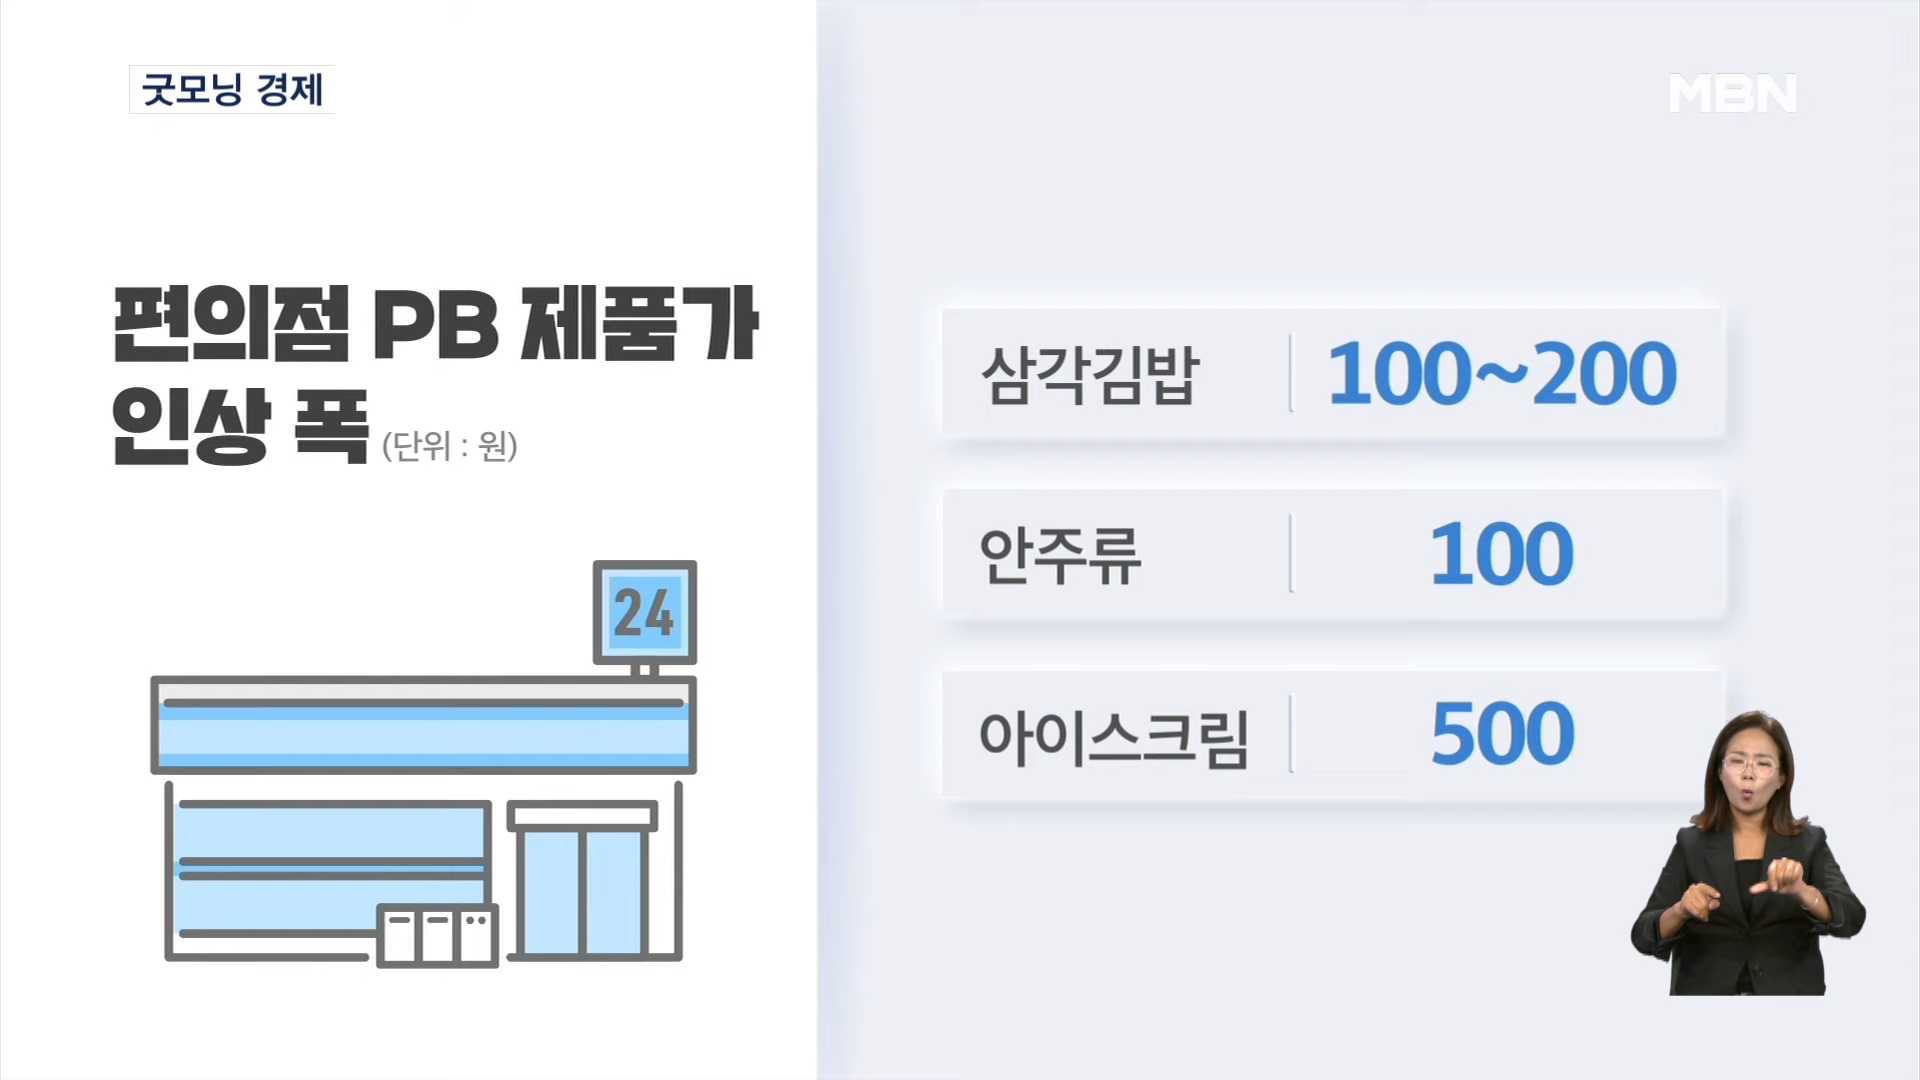 굿모닝 경제
MBN
편의점 PB 제품가
인상 폭 (단위 : 원)
24
삼각김밥 100~200
안주류 100
아이스크림 500